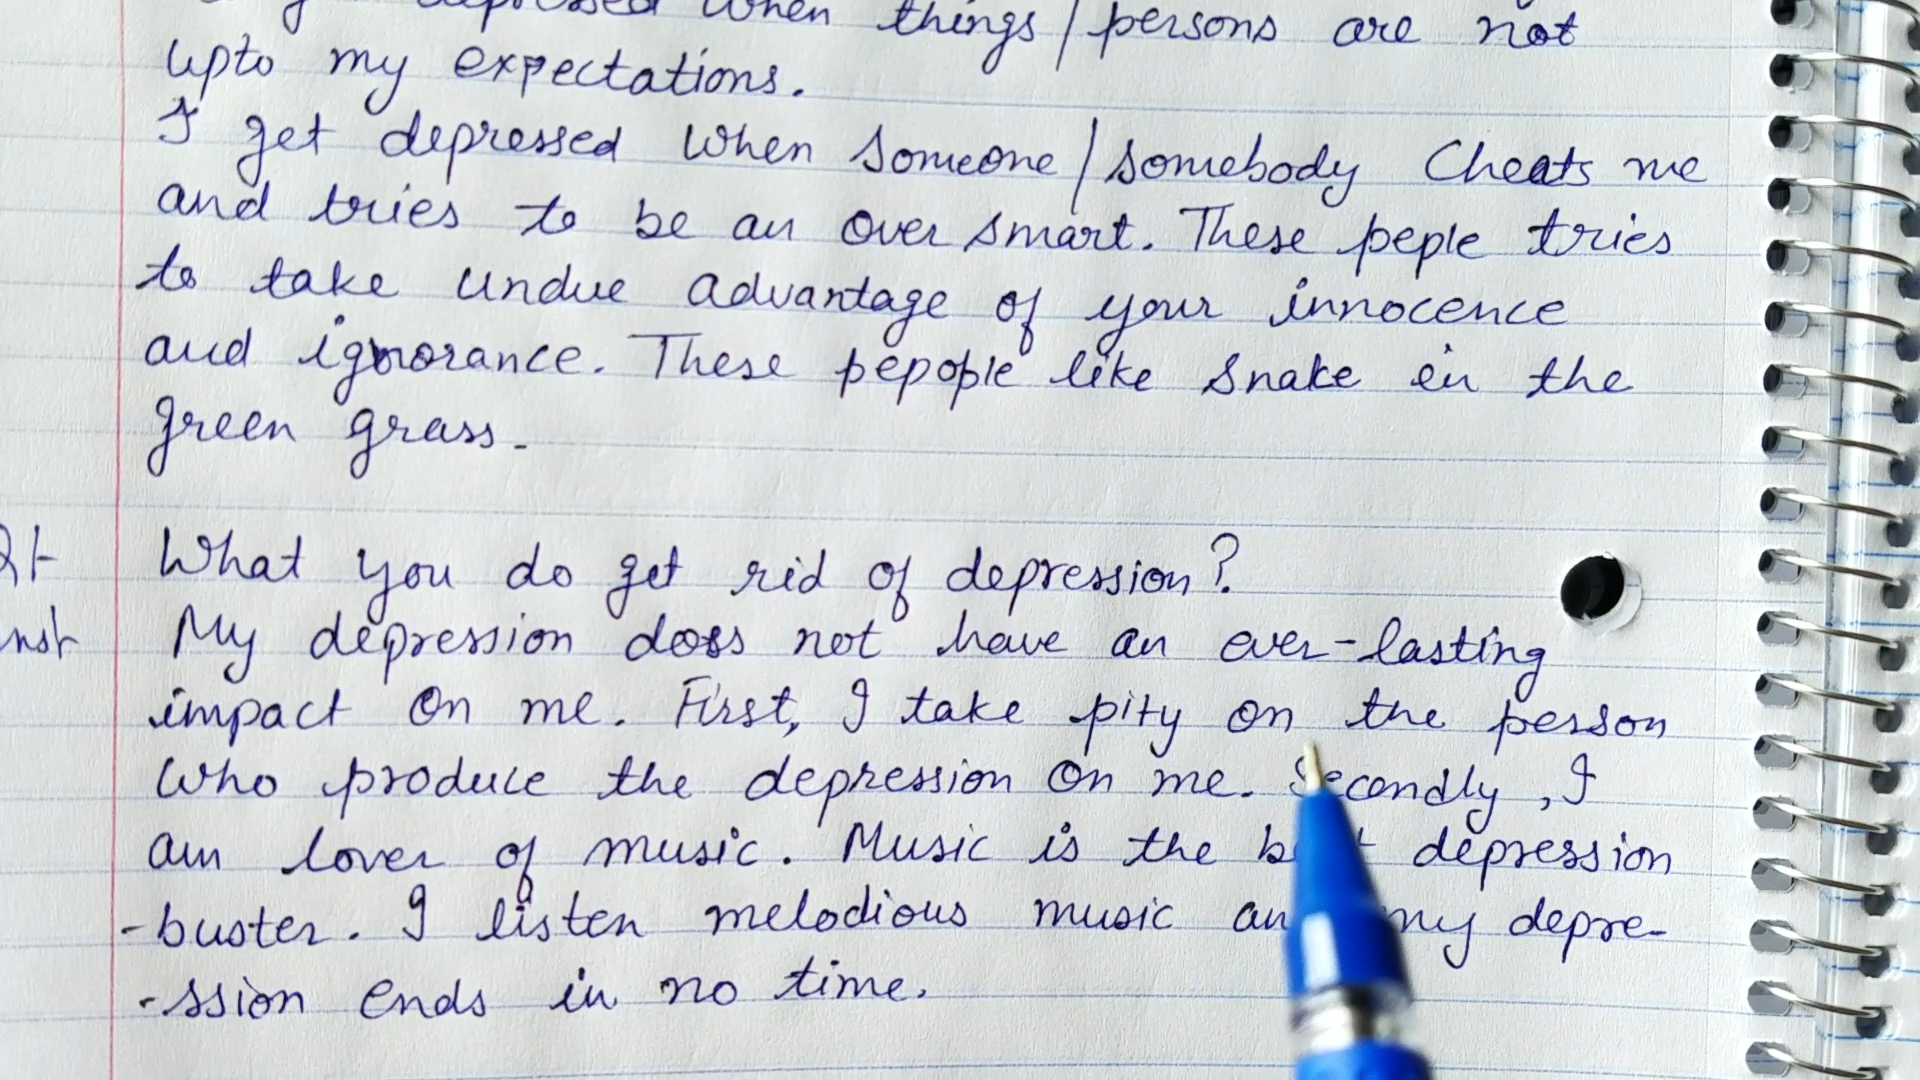 depressed when things/persons are not
upto my expectations.
I get depressed when someone/somebody Cheats me
and tries to be an over smart. These peple tries
to take undue advantage of your innocence
and ignorance. These pepople like snake in the
green grass.
What you do get rid of depression?
My depression does not have an ever-lasting
impact on me. First, I take pity on the person
who produce the depression on me. Secondly, I
am lover of music. Music is the depression
-buster. I listen melodious music my depre-
-ssion ends in no time.